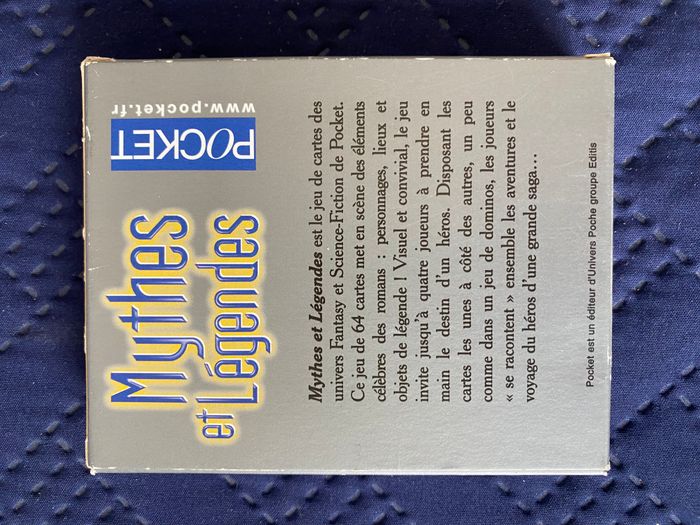 Mythes
et Légendes
POCKET
www.pocket.fr
Mythes et Légendes est le jeu de cartes des
univers Fantasy et Science-Fiction de Pocket.
Ce jeu de 64 cartes met en scène des éléments
célèbres des romans : personnages, lieux et
objets de légende ! Visuel et convivial, le jeu
invite jusqu'à quatre joueurs à prendre en
main le destin d'un héros. Disposant les
cartes les unes à côté des autres, un peu
comme dans un jeu de dominos, les joueurs
« se racontent » ensemble les aventures et le
voyage du héros d'une grande saga...
Pocket est un éditeur d'Univers Poche groupe Editis